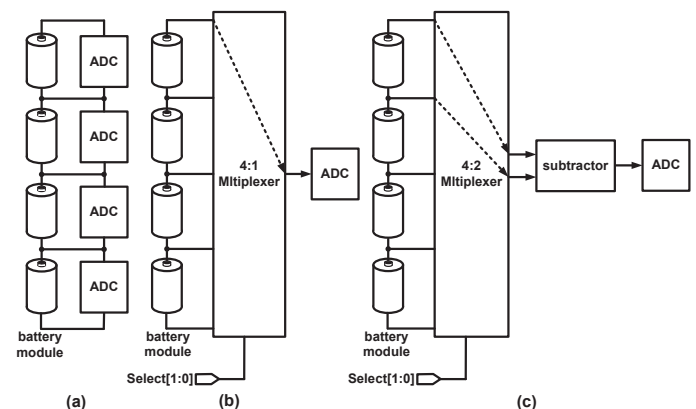 ADC
ADC
ADC
ADC
battery
module
(a)
battery
module
4:1
Mltiplexer
ADC
Select[1:0]
(b)
battery
module
4:2
Mltiplexer
subtractor
ADC
Select[1:0]
(c)